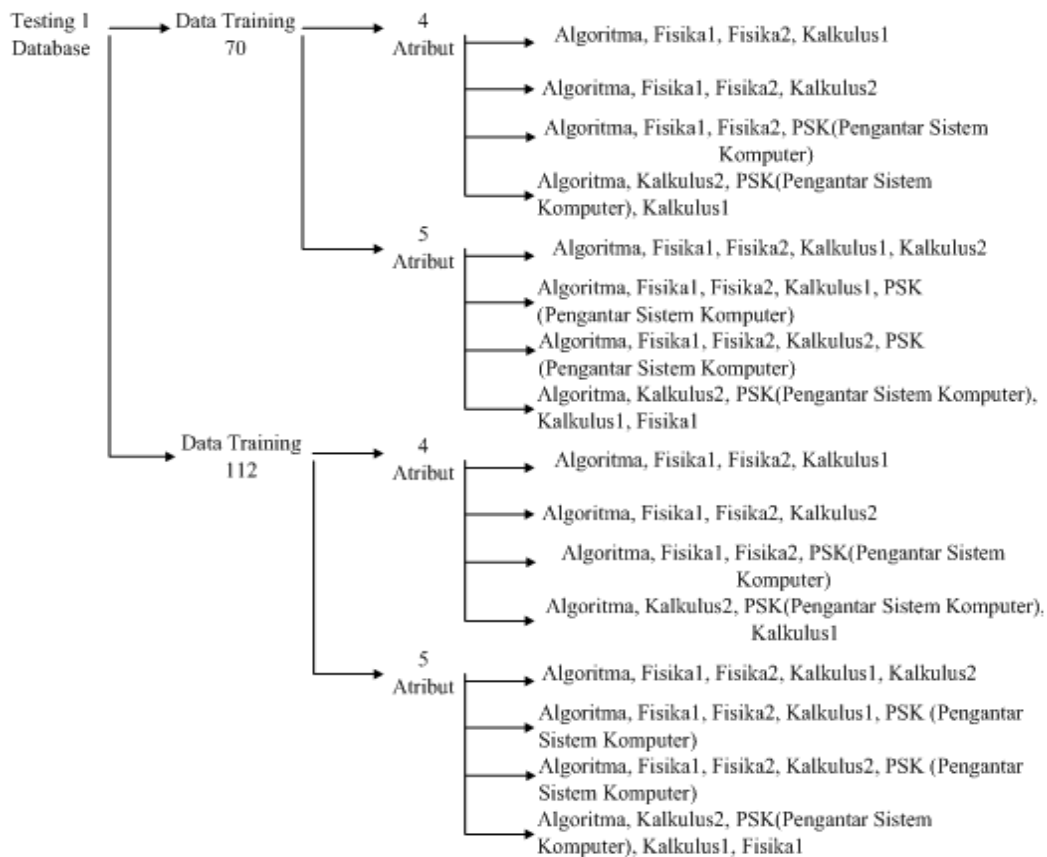 Testing 1
Database
Data Training
70
4
Atribut
Algoritma, Fisika1, Fisika2, Kalkulus1
Algoritma, Fisika1, Fisika2, Kalkulus2
Algoritma, Fisika1, Fisika2, PSK(Pengantar Sistem
Komputer)
Algoritma, Kalkulus2, PSK(Pengantar Sistem
Komputer), Kalkulus1
5
Atribut
Algoritma, Fisika1, Fisika2, Kalkulus1, Kalkulus2
Algoritma, Fisika1, Fisika2, Kalkulus1, PSK
(Pengantar Sistem Komputer)
Algoritma, Fisika1, Fisika2, Kalkulus2, PSK
(Pengantar Sistem Komputer)
Algoritma, Kalkulus2, PSK(Pengantar Sistem Komputer),
Kalkulus1, Fisika1
Data Training
112
4
Atribut
Algoritma, Fisika1, Fisika2, Kalkulus1
Algoritma, Fisika1, Fisika2, Kalkulus2
Algoritma, Fisika1, Fisika2, PSK(Pengantar Sistem
Komputer)
Algoritma, Kalkulus2, PSK(Pengantar Sistem Komputer),
Kalkulus1
5
Atribut
Algoritma, Fisika1, Fisika2, Kalkulus1, Kalkulus2
Algoritma, Fisika1, Fisika2, Kalkulus1, PSK (Pengantar
Sistem Komputer)
Algoritma, Fisika1, Fisika2, Kalkulus2, PSK (Pengantar
Sistem Komputer)
Algoritma, Kalkulus2, PSK(Pengantar Sistem
Komputer), Kalkulus1, Fisika1